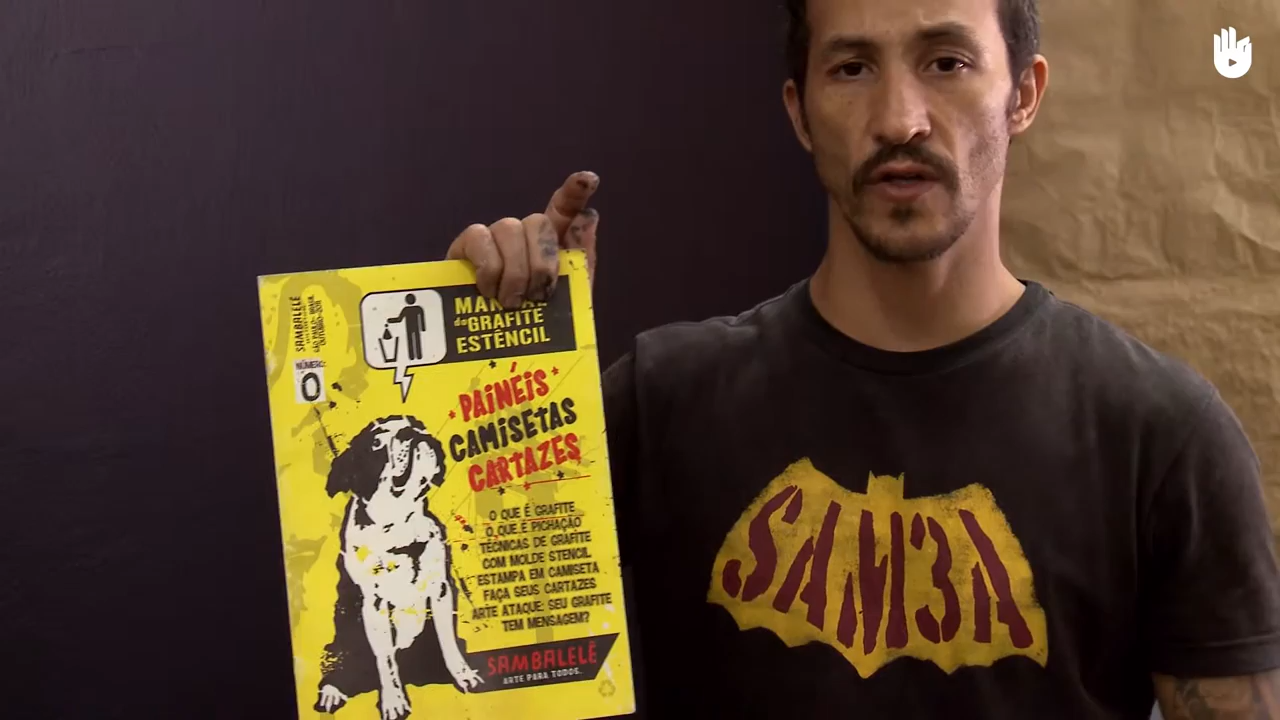 SAMBALELÊ
NÚMERO:
0
MANUAL
do GRAFITE
ESTÊNCIL
PAINÉIS
CAMISETAS
CARTAZES
O QUE É GRAFITE
O QUE É PICHAÇÃO
TÉCNICAS DE GRAFITE
COM MOLDE STENCIL
ESTAMPA EM CAMISETA
FAÇA SEUS CARTAZES
ARTE ATAQUE: SEU GRAFITE
TEM MENSAGEM?
SAMBALELÊ
ARTE PARA TODOS.
SAM3A